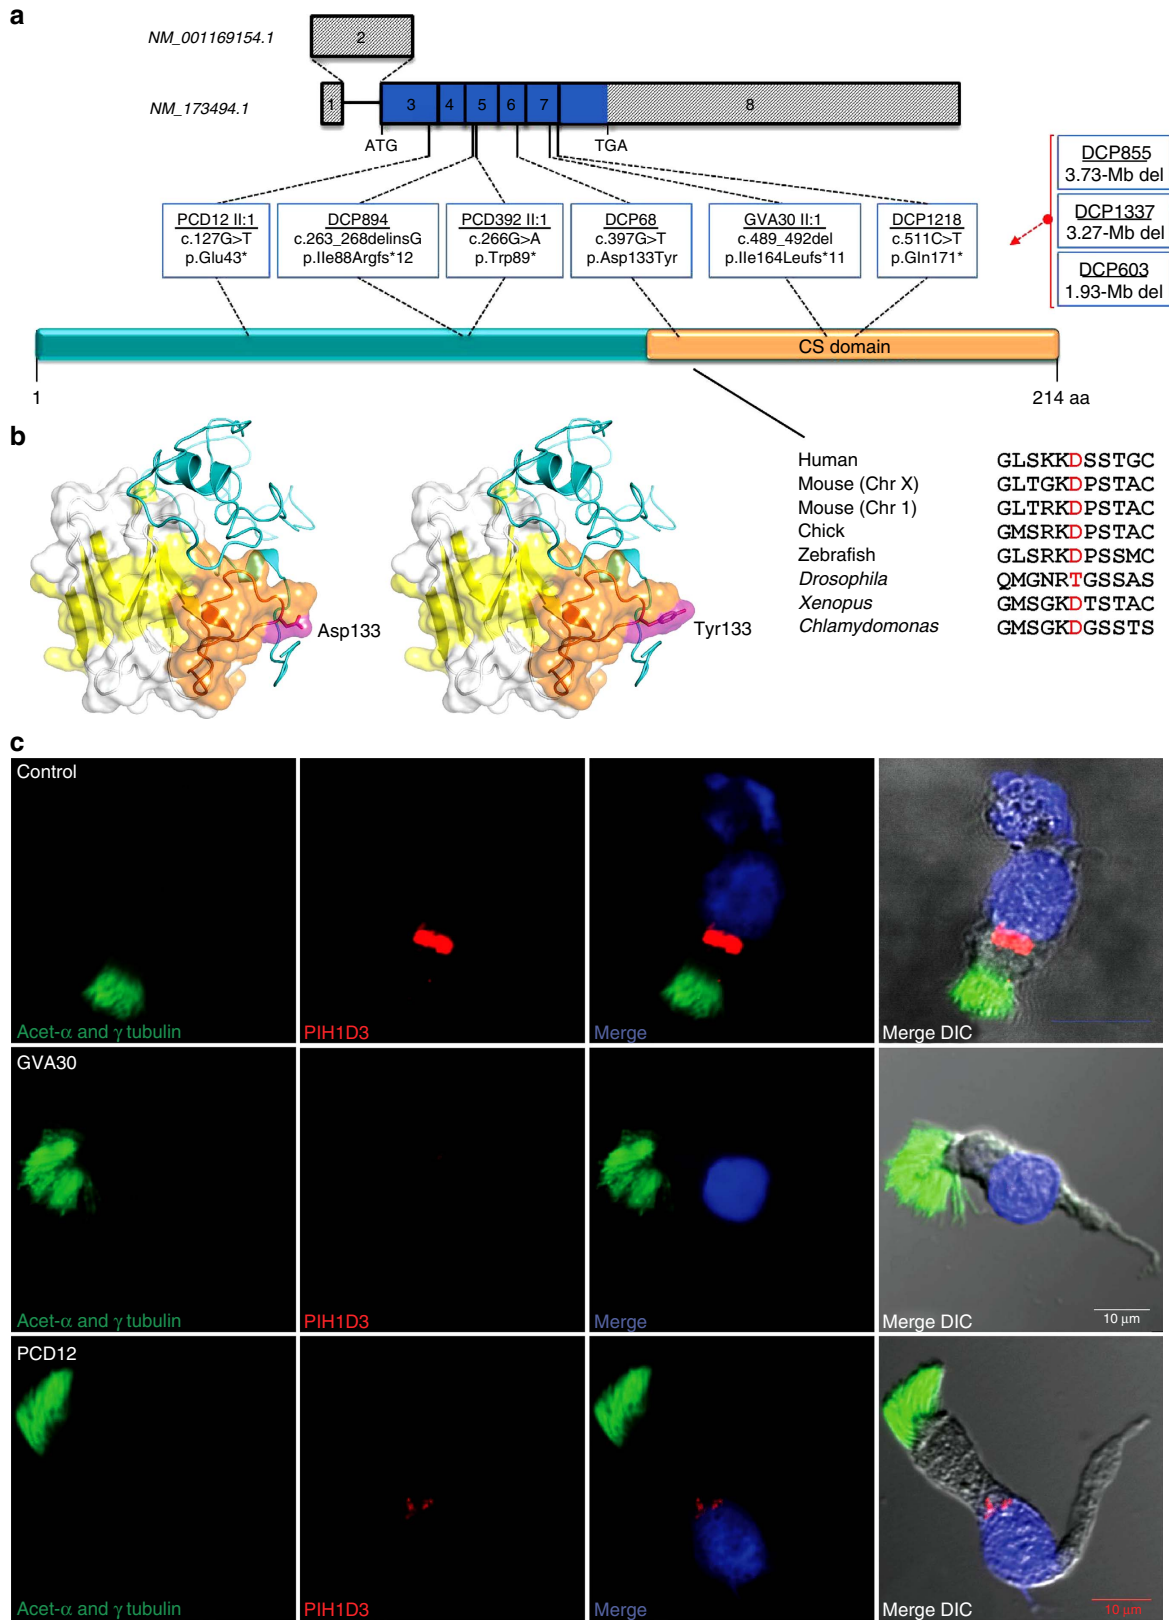 a
NM_001169154.1
2
NM_173494.1
1
3
4
5
6
7
8
ATG
TGA
DCP855
3.73-Mb del
DCP1337
3.27-Mb del
DCP603
1.93-Mb del
PCD12 II:1
c.127G>T
p.Glu43*
DCP894
c.263_268delinsG
p.Ile88Argfs*12
PCD392 II:1
c.266G>A
p.Trp89*
DCP68
c.397G>T
p.Asp133Tyr
GVA30 II:1
c.489_492del
p.Ile164Leufs*11
DCP1218
c.511C>T
p.Gln171*
CS domain
1
214 aa
b
Asp133
Tyr133
Human GLSKKDSSTGC
Mouse (Chr X) GLTGKDPSTAC
Mouse (Chr 1) GLTRKDPSTAC
Chick GMSRKDPSTAC
Zebrafish GLSRKDPSSMC
Drosophila QMGNRTGSSAS
Xenopus GMSGKDTSTAC
Chlamydomonas GMSGKDGSSTS
c
Control
Acet-α and γ tubulin
PIH1D3
Merge
Merge DIC
GVA30
Acet-α and γ tubulin
PIH1D3
Merge
Merge DIC
10 μm
PCD12
Acet-α and γ tubulin
PIH1D3
Merge
Merge DIC
10 μm